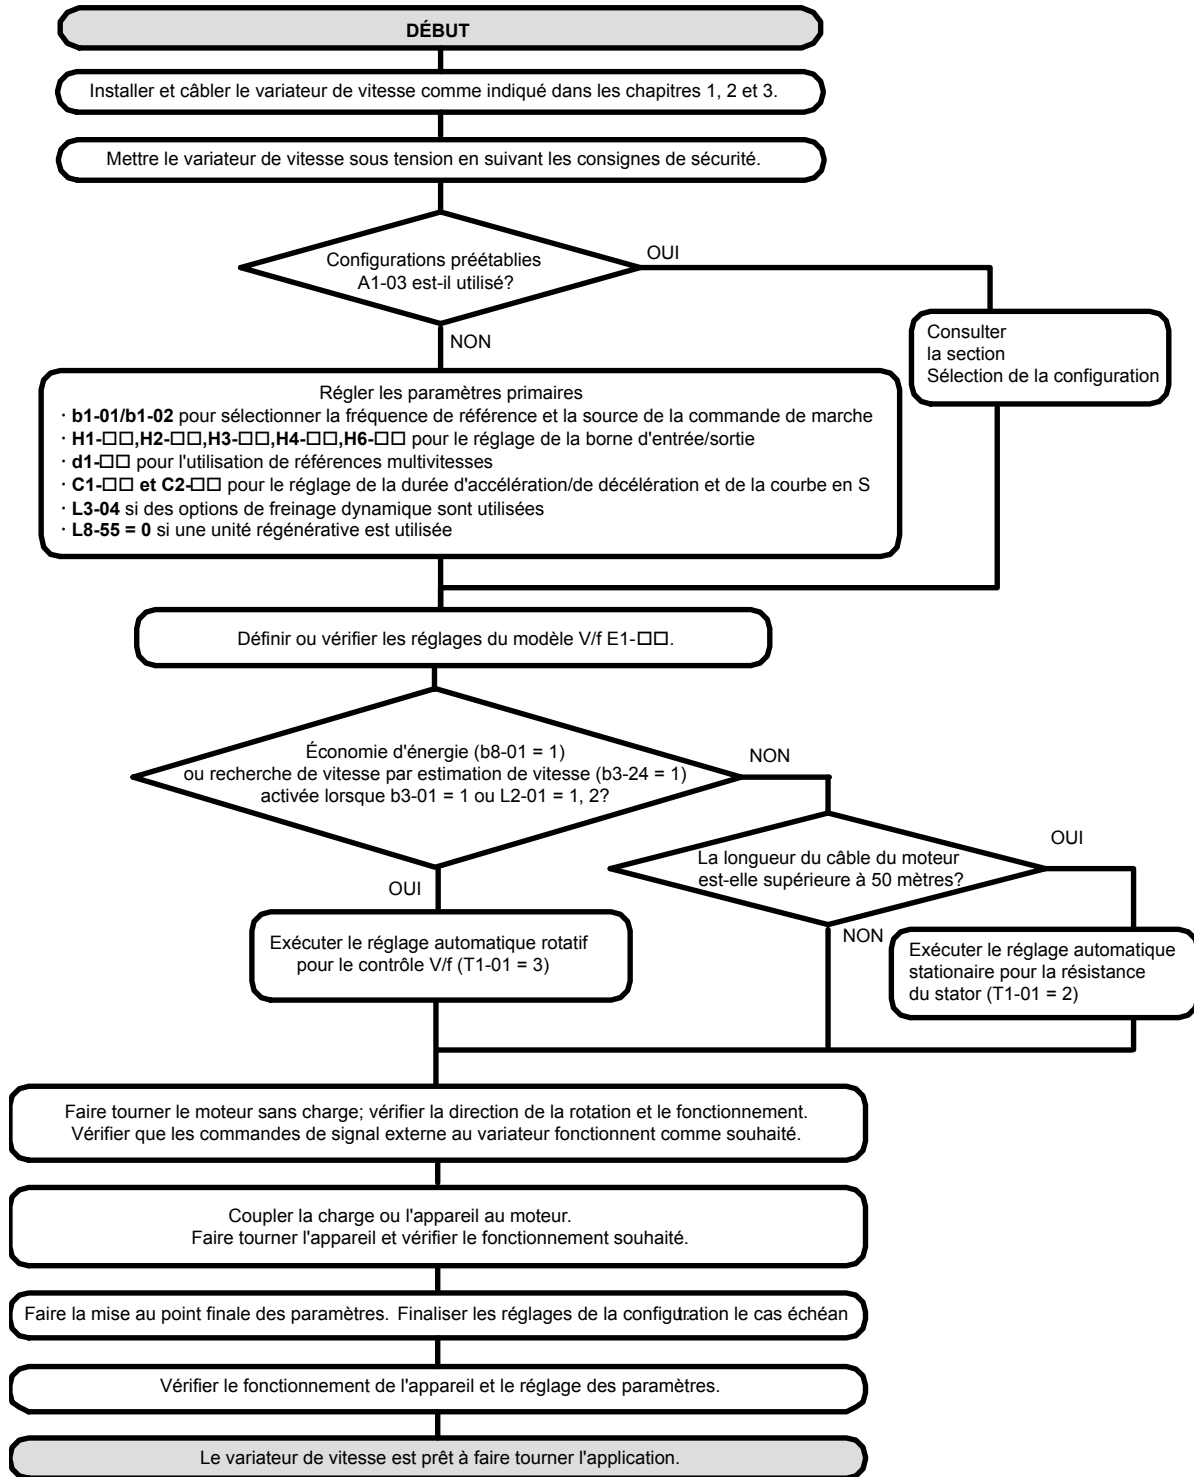 DÉBUT
Installer et câbler le variateur de vitesse comme indiqué dans les chapitres 1, 2 et 3.
Mettre le variateur de vitesse sous tension en suivant les consignes de sécurité.
Configurations préétablies
A1-03 est-il utilisé?
OUI
NON
Consulter
la section
Sélection de la configuration
Régler les paramètres primaires
· b1-01/b1-02 pour sélectionner la fréquence de référence et la source de la commande de marche
· H1-□□,H2-□□,H3-□□,H4-□□,H6-□□ pour le réglage de la borne d'entrée/sortie
· d1-□□ pour l'utilisation de références multivitesses
· C1-□□ et C2-□□ pour le réglage de la durée d'accélération/de décélération et de la courbe en S
· L3-04 si des options de freinage dynamique sont utilisées
· L8-55 = 0 si une unité régénérative est utilisée
Définir ou vérifier les réglages du modèle V/f E1-□□.
Économie d'énergie (b8-01 = 1)
ou recherche de vitesse par estimation de vitesse (b3-24 = 1)
activée lorsque b3-01 = 1 ou L2-01 = 1, 2?
NON
OUI
La longueur du câble du moteur
est-elle supérieure à 50 mètres?
OUI
NON
Exécuter le réglage automatique rotatif
pour le contrôle V/f (T1-01 = 3)
Exécuter le réglage automatique
stationaire pour la résistance
du stator (T1-01 = 2)
Faire tourner le moteur sans charge; vérifier la direction de la rotation et le fonctionnement.
Vérifier que les commandes de signal externe au variateur fonctionnent comme souhaité.
Coupler la charge ou l'appareil au moteur.
Faire tourner l'appareil et vérifier le fonctionnement souhaité.
Faire la mise au point finale des paramètres. Finaliser les réglages de la configut.ration le cas échéan
Vérifier le fonctionnement de l'appareil et le réglage des paramètres.
Le variateur de vitesse est prêt à faire tourner l'application.